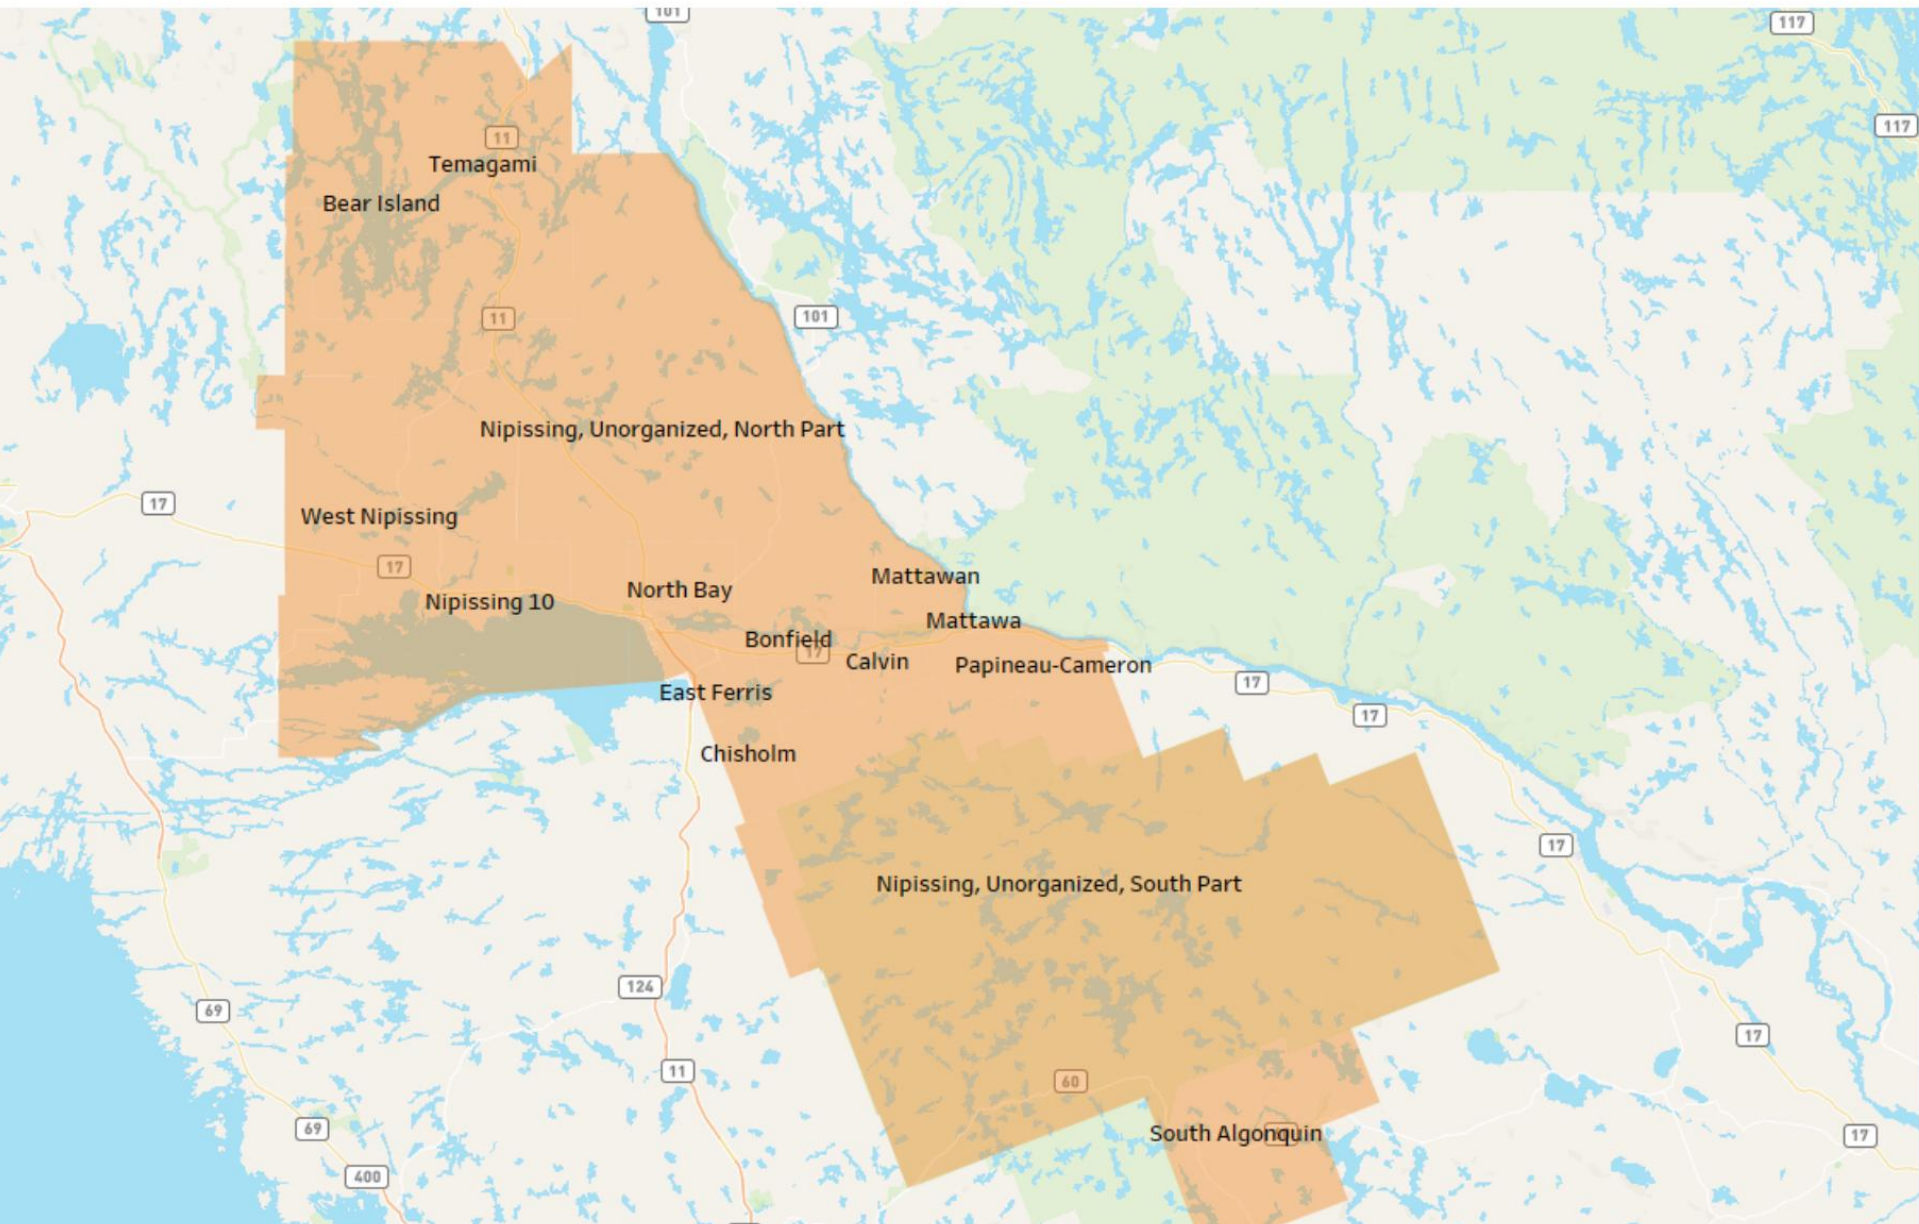 101
117
117
11
Temagami
Bear Island
11
101
Nipissing, Unorganized, North Part
17
West Nipissing
17
Nipissing 10
North Bay
Mattawan
Mattawa
Bonfield
17
Calvin
Papineau-Cameron
17
East Ferris
17
Chisholm
17
Nipissing, Unorganized, South Part
124
69
17
11
60
69
South Algonquin
17
400